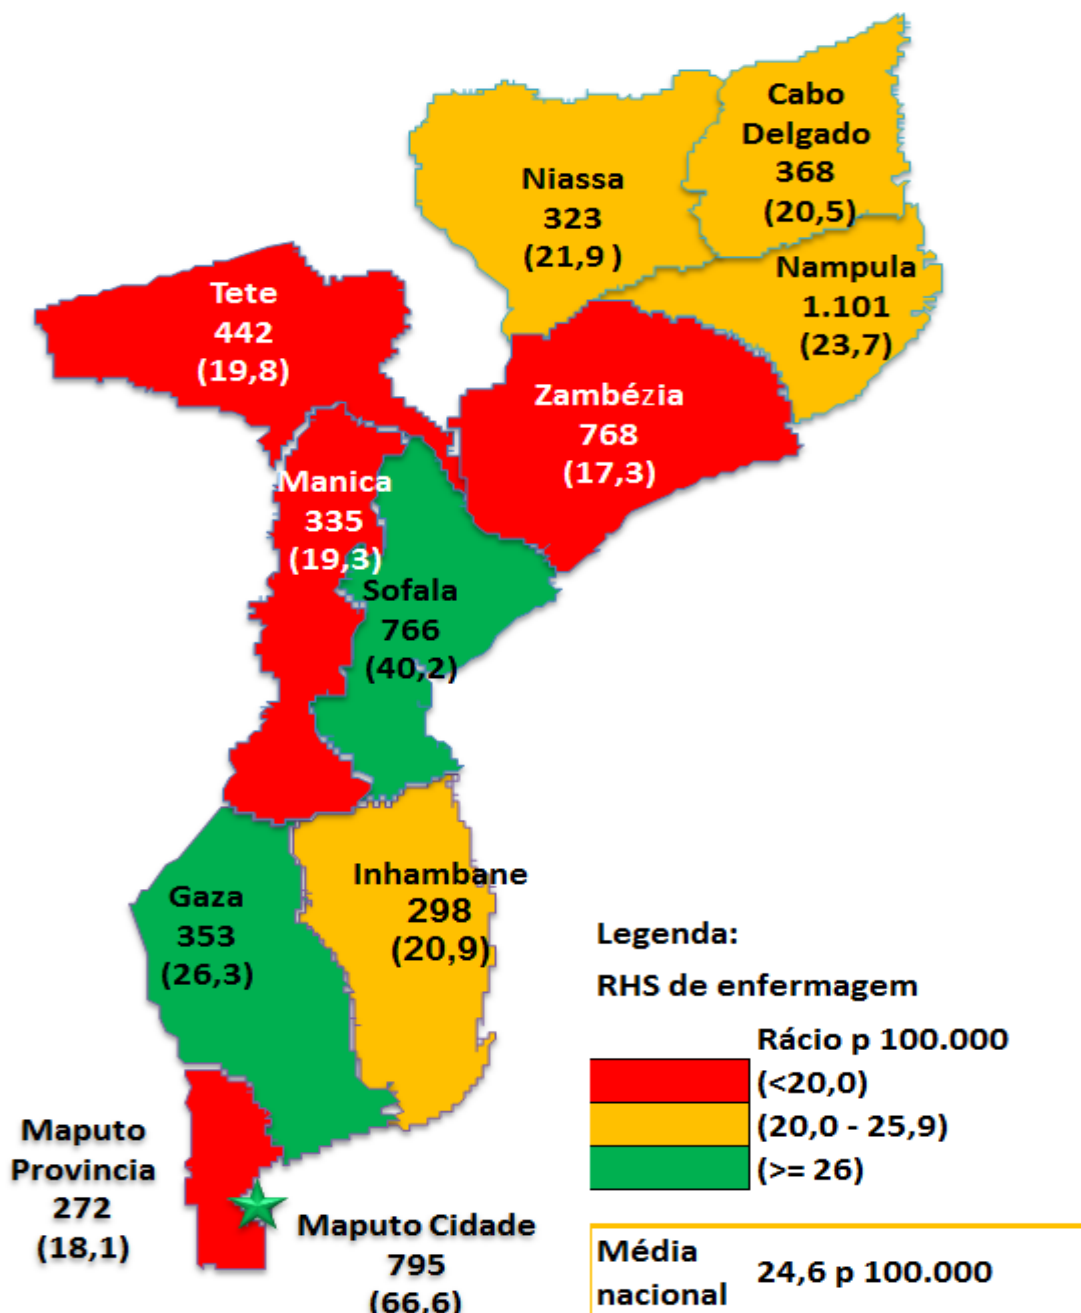 Cabo
Delgado
368
(20,5)
Niassa
323
(21,9 )
Nampula
1.101
(23,7)
Tete
442
(19,8)
Zambézia
768
(17,3)
Manica
335
(19,3)
Sofala
766
(40,2)
Inhambane
298
(20,9)
Gaza
353
(26,3)
Legenda:
RHS de enfermagem
Rácio p 100.000
(<20,0)
(20,0 - 25,9)
(>= 26)
Maputo
Provincia
272
(18,1)
Maputo Cidade
795
(66,6)
Média
nacional
24,6 p 100.000